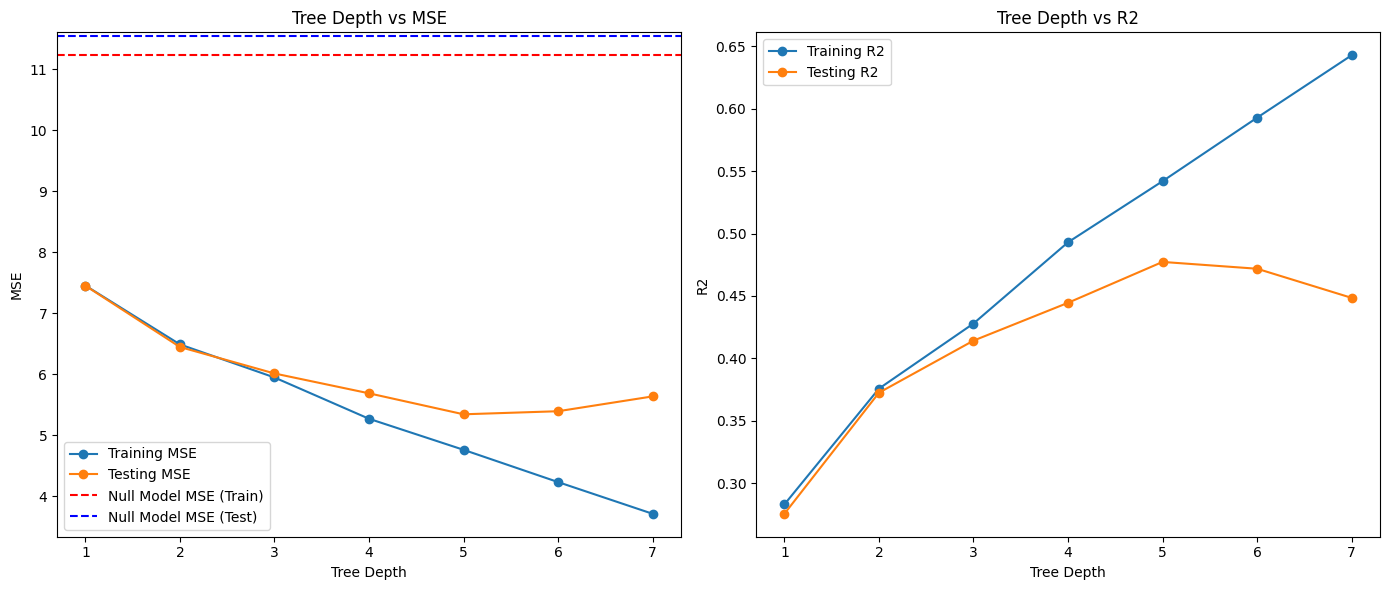 Tree Depth vs MSE
MSE
11
10
9
8
7
6
5
4
Training MSE
Testing MSE
Null Model MSE (Train)
Null Model MSE (Test)
1 2 3 4 5 6 7
Tree Depth
Tree Depth vs R2
R2
0.65
0.60
0.55
0.50
0.45
0.40
0.35
0.30
Training R2
Testing R2
1 2 3 4 5 6 7
Tree Depth